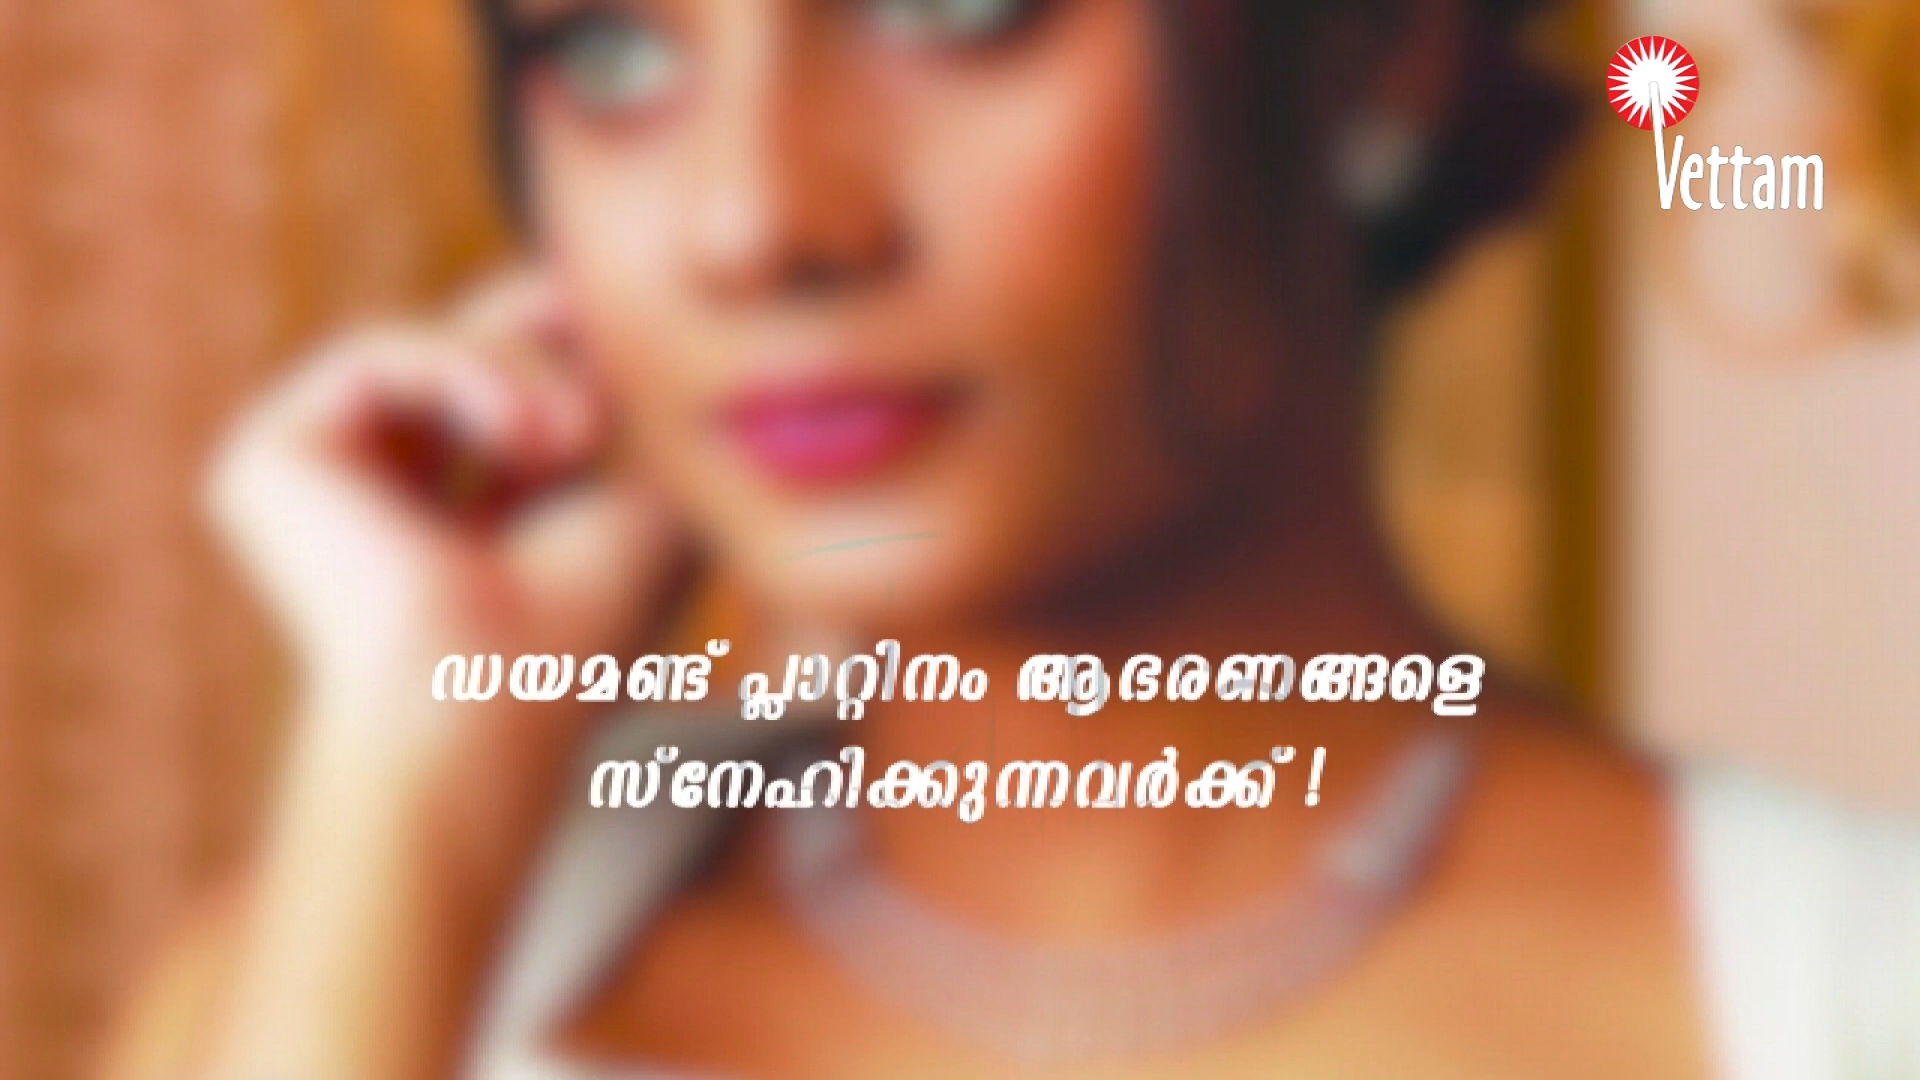 Vettam
ഡയമണ്ട് പ്ലാറ്റിനം ആഭരണങ്ങളെ
സ്നേഹിക്കുന്നവർക്ക് !